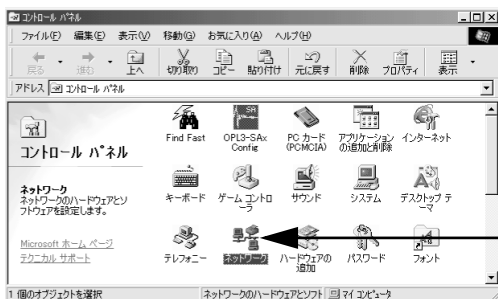 コントロール パネル
ファイル(F) 編集(E) 表示(V) 移動(G) お気に入り(A) ヘルプ(H)
戻る 進む 上へ 切り取り コピー 貼り付け 元に戻す 削除 プロパティ 表示
アドレス コントロール パネル
コントロール パネル
ネットワーク
ネットワークのハードウェアとソ
フトウェアを設定します。
Microsoft ホーム ページ
テクニカル サポート
Find Fast
OPL3-SAx
Config
PC カード
(PCMCIA)
アプリケーション
の追加と削除
インターネット
キーボード
ゲーム コントロ
ーラ
サウンド
システム
デスクトップ テ
ーマ
テレフォニー
ネットワーク
ハードウェアの
追加
パスワード
フォント
1 個のオブジェクトを選択
ネットワークのハードウェアとソフト
マイ コンピュータ